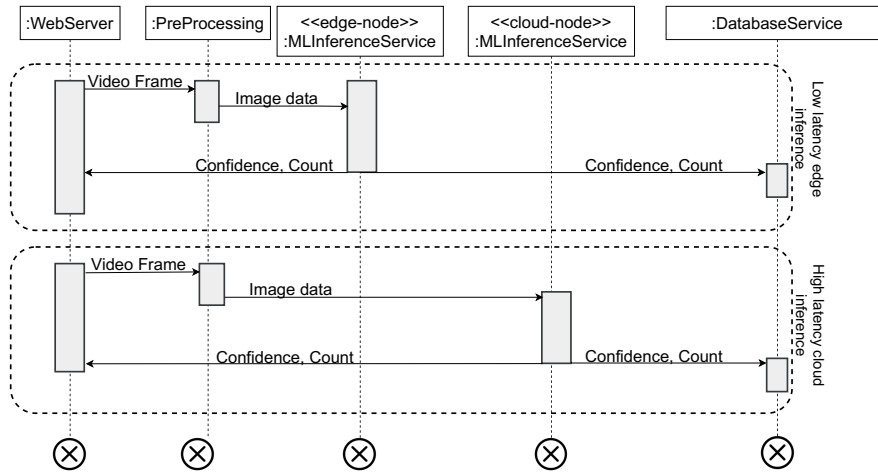 :WebServer
:PreProcessing
<<edge-node>>
:MLInferenceService
<<cloud-node>>
:MLInferenceService
:DatabaseService
Video Frame
Image data
Confidence, Count
Confidence, Count
Low latency edge
inference
Video Frame
Image data
Confidence, Count
Confidence, Count
High latency cloud
inference